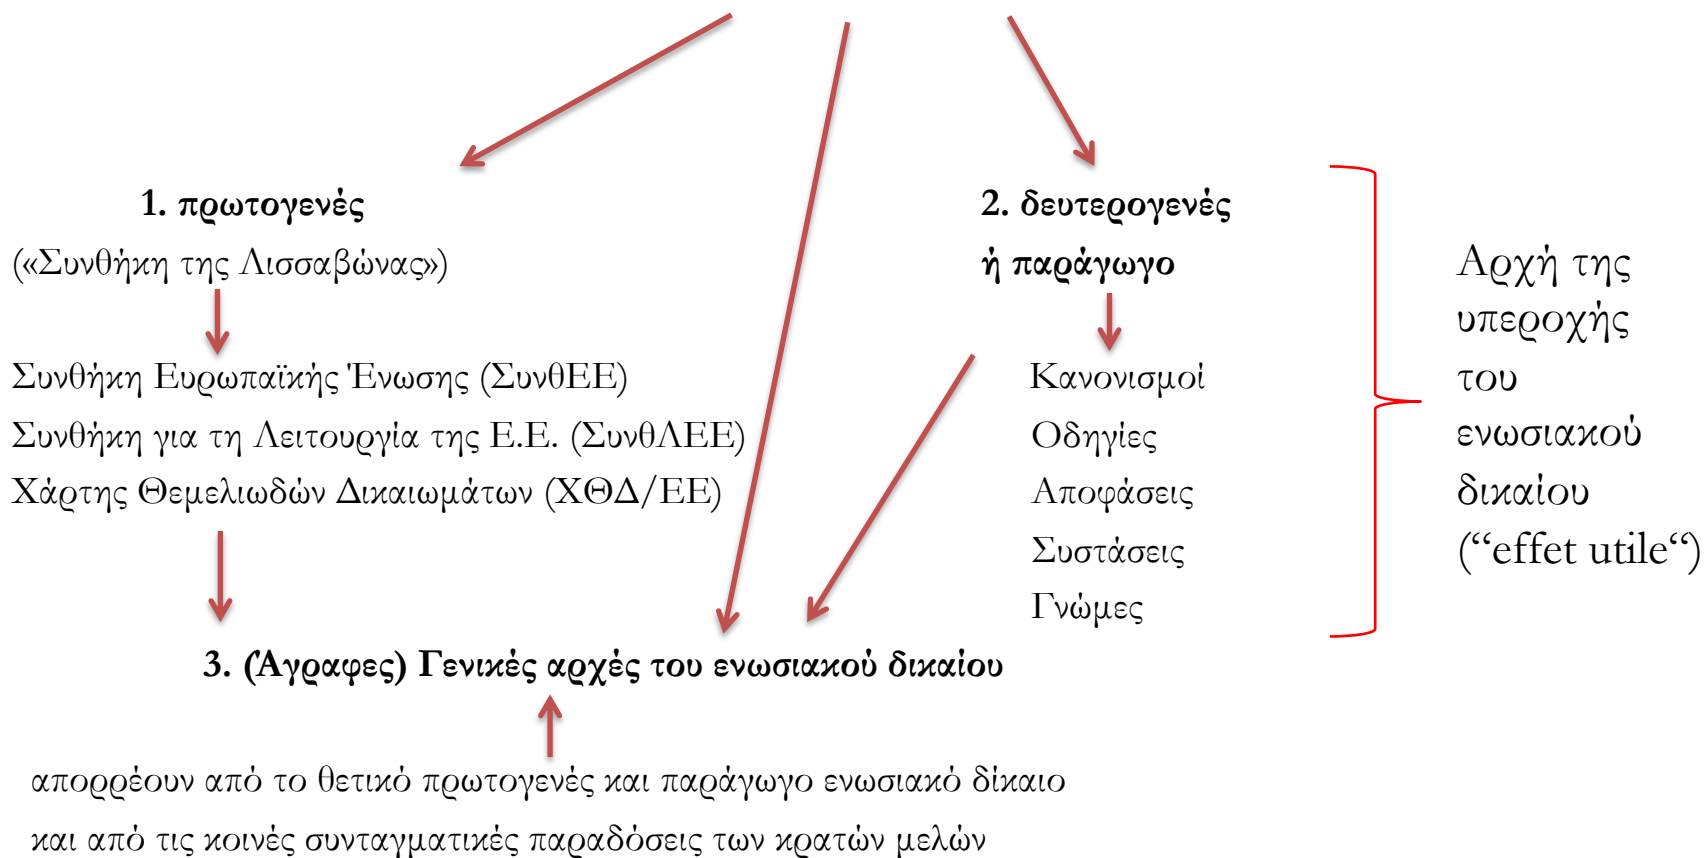 1. πρωτογενές
(«Συνθήκη της Λισσαβώνας»)
Συνθήκη Ευρωπαϊκής Ένωσης (ΣυνθΕΕ)
Συνθήκη για τη Λειτουργία της Ε.Ε. (ΣυνθΛΕΕ)
Χάρτης Θεμελιωδών Δικαιωμάτων (ΧΘΔ/ΕΕ)
2. δευτερογενές
ή παράγωγο
Κανονισμοί
Οδηγίες
Αποφάσεις
Συστάσεις
Γνώμες
Αρχή της
υπεροχής
του
ενωσιακού
δικαίου
(“effet utile“)
3. (Άγραφες) Γενικές αρχές του ενωσιακού δικαίου
απορρέουν από το θετικό πρωτογενές και παράγωγο ενωσιακό δίκαιο
και από τις κοινές συνταγματικές παραδόσεις των κρατών μελών